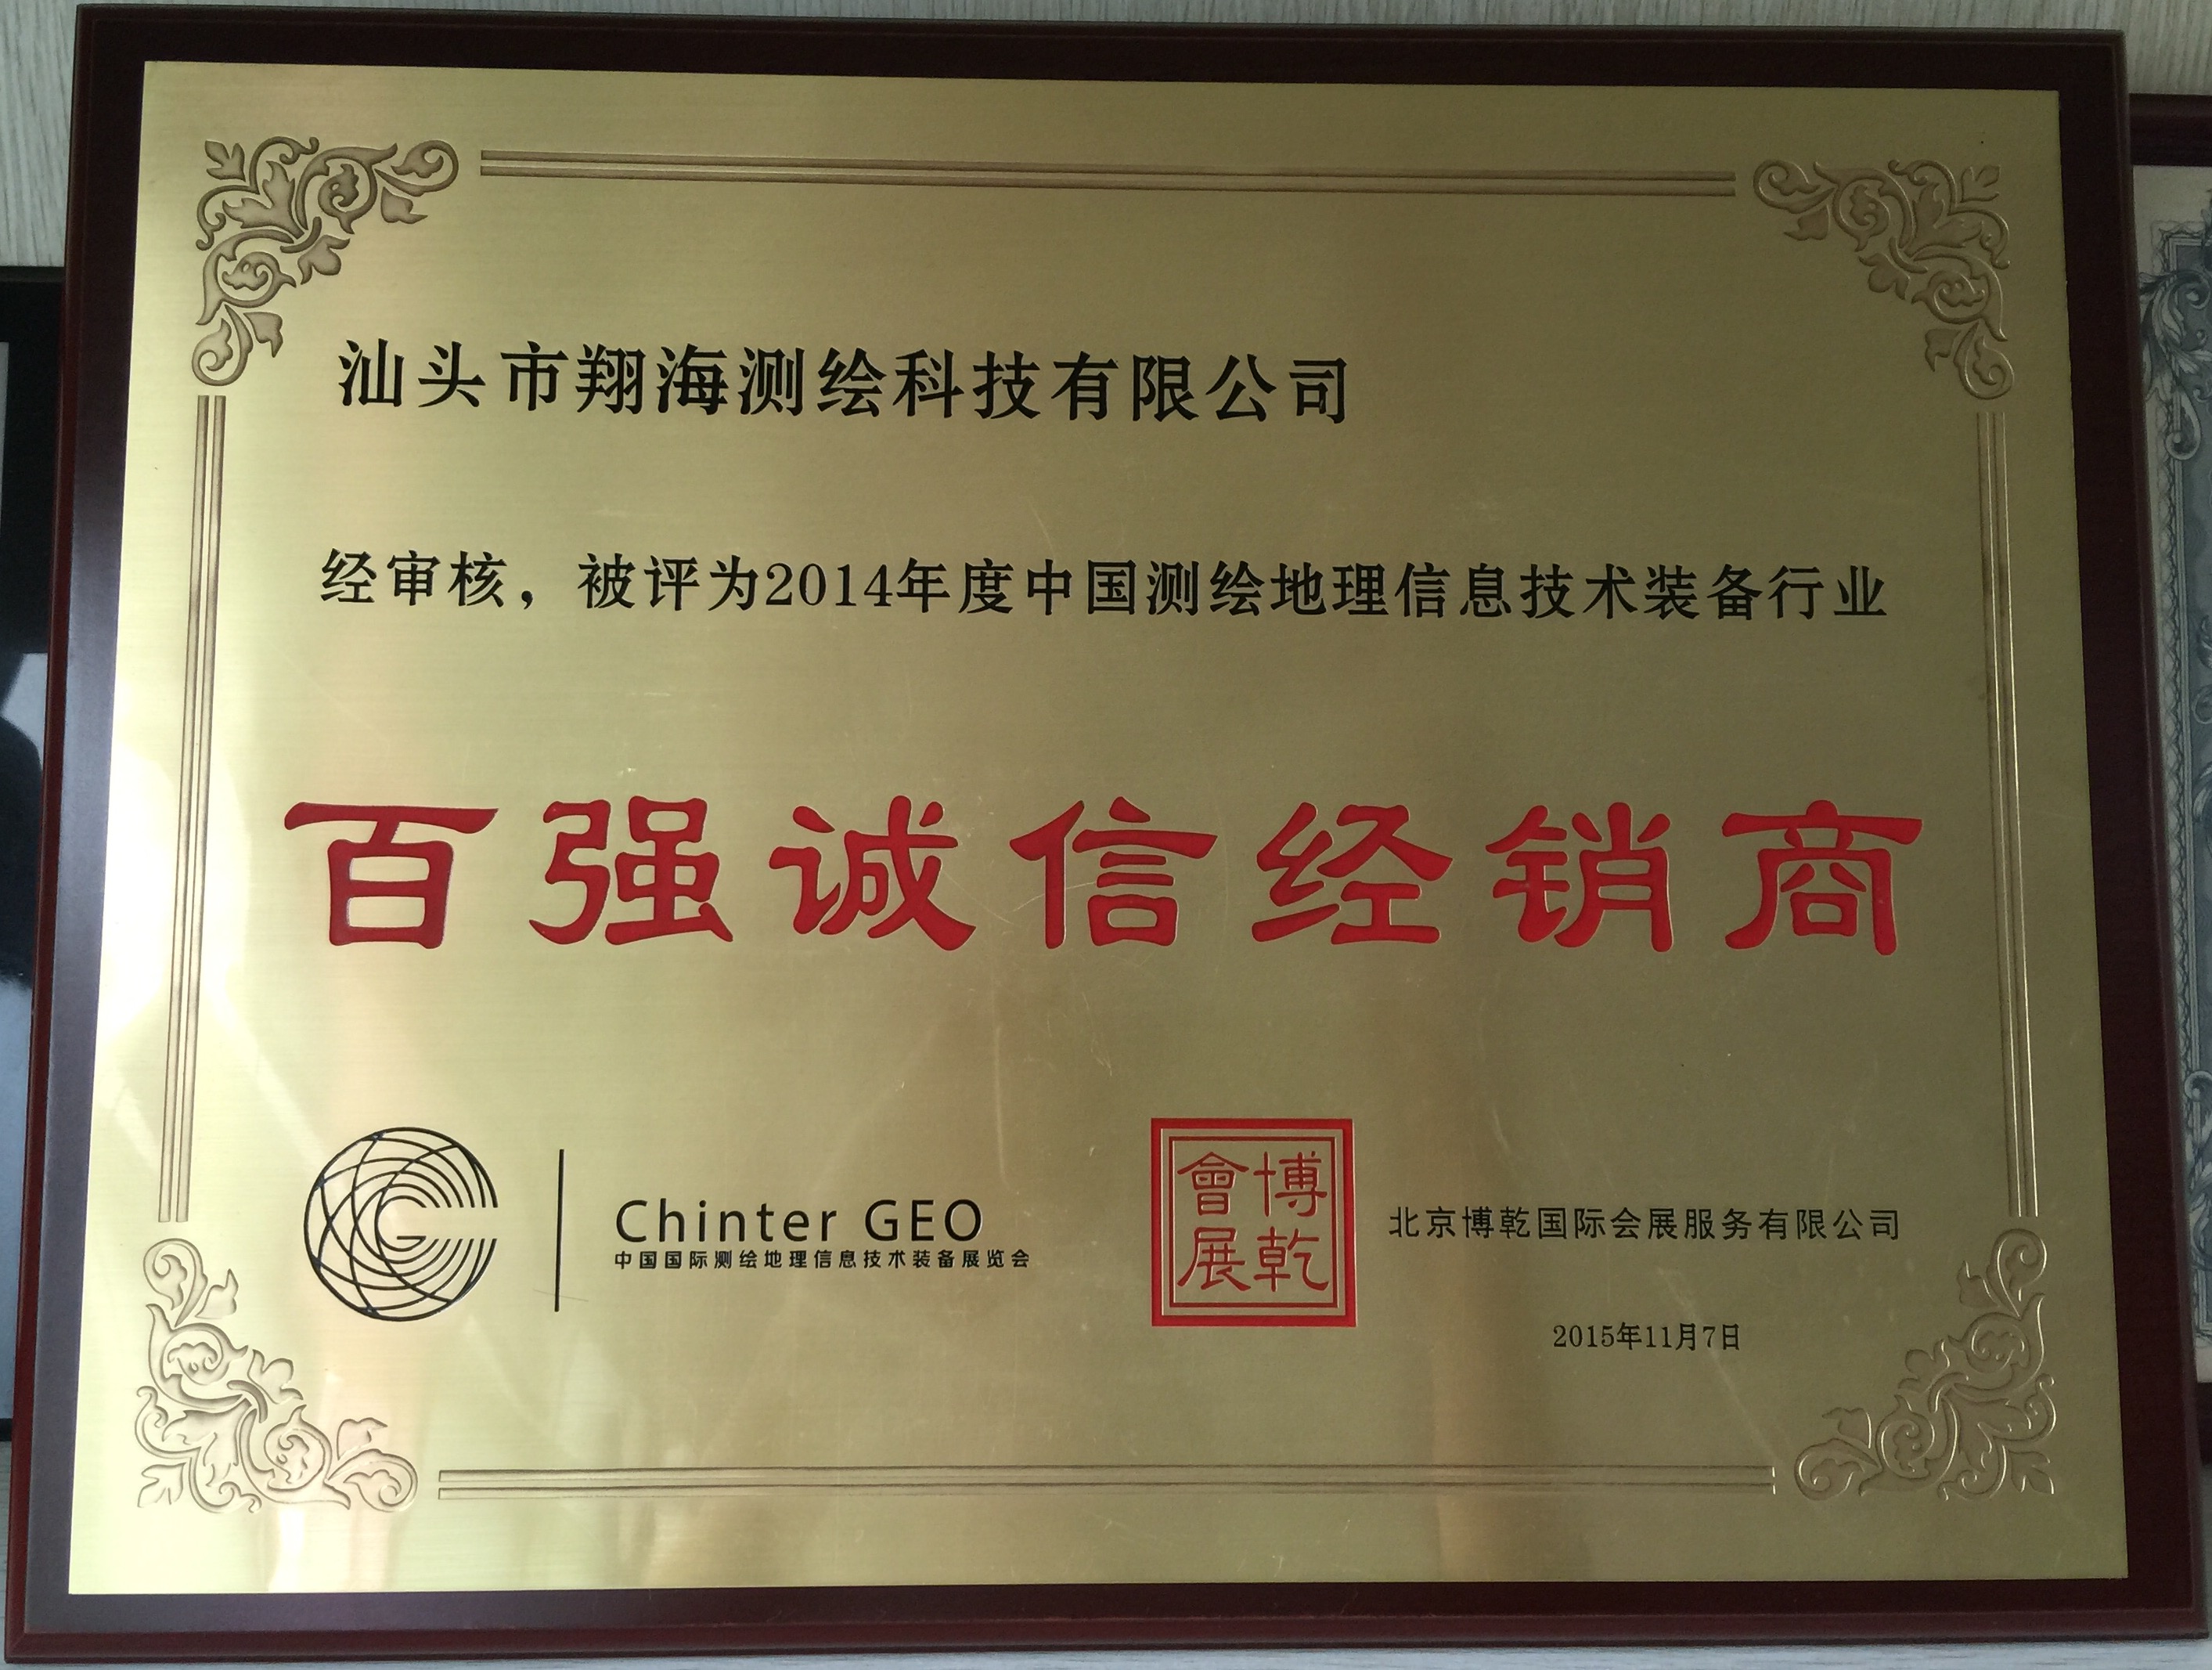 汕头市翔海测绘科技有限公司
经审核，被评为2014年度中国测绘地理信息技术装备行业
百强诚信经销商
Chinter GEO
中国国际测绘地理信息技术装备展览会
博乾
會展
北京博乾国际会展服务有限公司
2015年11月7日